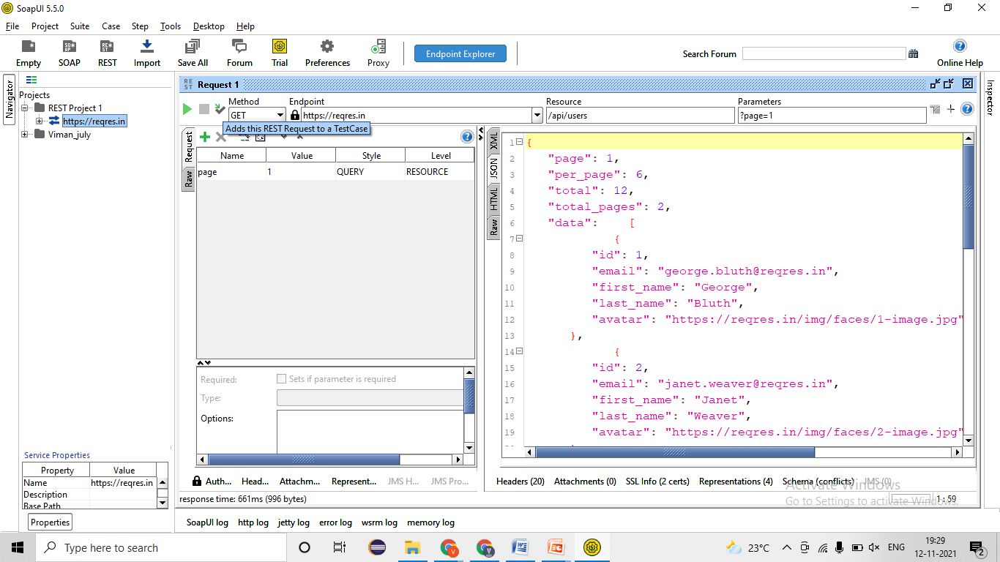 SoapUI 5.5.0
File Project Suite Case Step Tools Desktop Help
Empty SOAP REST Import Save All Forum Trial Preferences Proxy Endpoint Explorer Search Forum Online Help
Navigator
Projects
REST Project 1
https://reqres.in
Viman_july
Service Properties
Property Value
Name https://reqres.in
Description
Base Path
Properties
Request 1
Method Endpoint Resource Parameters
GET https://reqres.in /api/users ?page=1
Adds this REST Request to a TestCase
Request
Raw
Name Value Style Level
page 1 QUERY RESOURCE
Required: Sets if parameter is required
Type:
Options:
Auth... Head... Attachm... Represent... JMS H... JMS Pro...
XML
JSON
HTML
Raw
1 {
2 "page": 1,
3 "per_page": 6,
4 "total": 12,
5 "total_pages": 2,
6 "data": [
7 {
8 "id": 1,
9 "email": "george.bluth@reqres.in",
10 "first_name": "George",
11 "last_name": "Bluth",
12 "avatar": "https://reqres.in/img/faces/1-image.jpg"
13 },
14 {
15 "id": 2,
16 "email": "janet.weaver@reqres.in",
17 "first_name": "Janet",
18 "last_name": "Weaver",
19 "avatar": "https://reqres.in/img/faces/2-image.jpg"
Headers (20) Attachments (0) SSL Info (2 certs) Representations (4) Schema (conflicts) JMS (0)
Inspector
response time: 661ms (996 bytes)
1 : 59
Activate Windows
Go to Settings to activate Windows.
SoapUI log http log jetty log error log wsrm log memory log
Type here to search
23°C ENG 19:29
12-11-2021
2